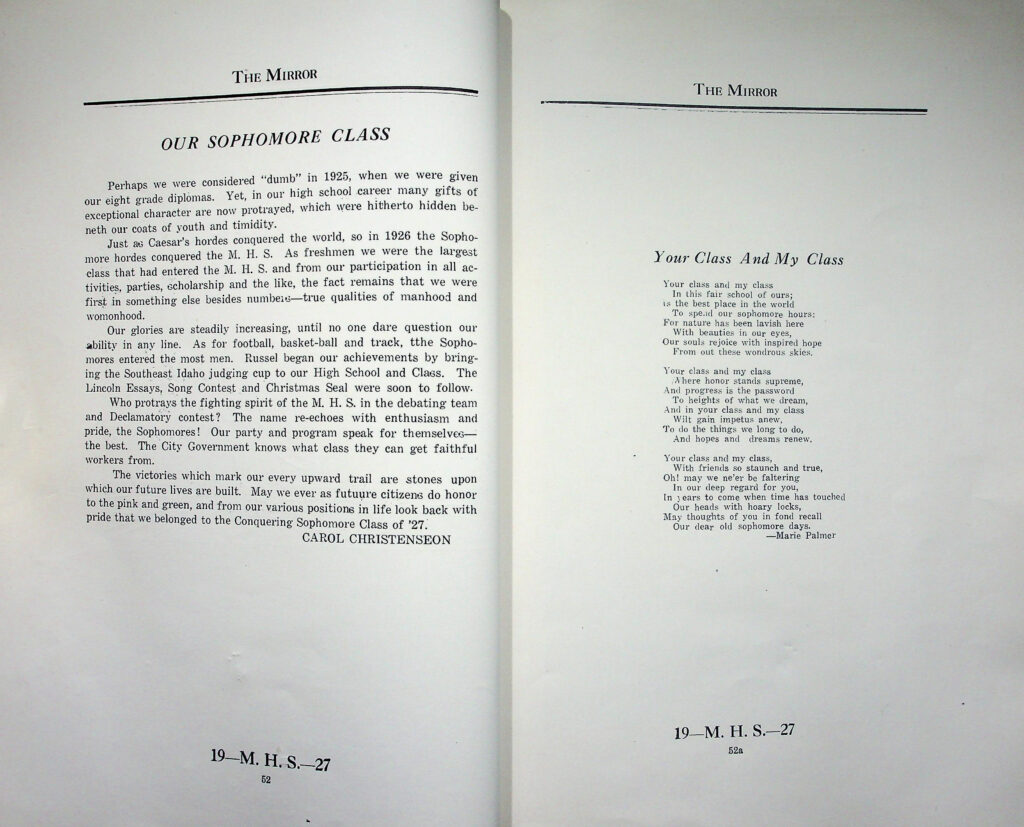 THE MIRROR
OUR SOPHOMORE CLASS
Perhaps we were considered "dumb" in 1925, when we were given
our eight grade diplomas. Yet, in our high school career many gifts of
exceptional character are now protrayed, which were hitherto hidden be-
neth our coats of youth and timidity.
Just as Caesar's hordes conquered the world, so in 1926 the Sopho-
more hordes conquered the M. H. S. As freshmen we were the largest
class that had entered the M. H. S. and from our participation in all ac-
tivities, parties, scholarship and the like, the fact remains that we were
first in something else besides numbers—true qualities of manhood and
womonhood.
Our glories are steadily increasing, until no one dare question our
ability in any line. As for football, basket-ball and track, tthe Sopho-
mores entered the most men. Russel began our achievements by bring-
ing the Southeast Idaho judging cup to our High School and Class. The
Lincoln Essays, Song Contest and Christmas Seal were soon to follow.
Who protrays the fighting spirit of the M. H. S. in the debating team
and Declamatory contest? The name re-echoes with enthusiasm and
pride, the Sophomores! Our party and program speak for themselves—
the best. The City Government knows what class they can get faithful
workers from.
The victories which mark our every upward trail are stones upon
which our future lives are built. May we ever as futuure citizens do honor
to the pink and green, and from our various positions in life look back with
pride that we belonged to the Conquering Sophomore Class of '27.
CAROL CHRISTENSEON
19—M. H. S.—27
52
THE MIRROR
Your Class And My Class
Your class and my class
In this fair school of ours;
is the best place in the world
To spend our sophomore hours;
For nature has been lavish here
With beauties in our eyes,
Our souls rejoice with inspired hope
From out these wondrous skies.
Your class and my class
Where honor stands supreme,
And progress is the password
To heights of what we dream,
And in your class and my class
Wilt gain impetus anew,
To do the things we long to do,
And hopes and dreams renew.
Your class and my class,
With friends so staunch and true,
Oh! may we ne'er be faltering
In our deep regard for you,
In years to come when time has touched
Our heads with hoary locks,
May thoughts of you in fond recall
Our dear old sophomore days.
—Marie Palmer
19—M. H. S.—27
52a